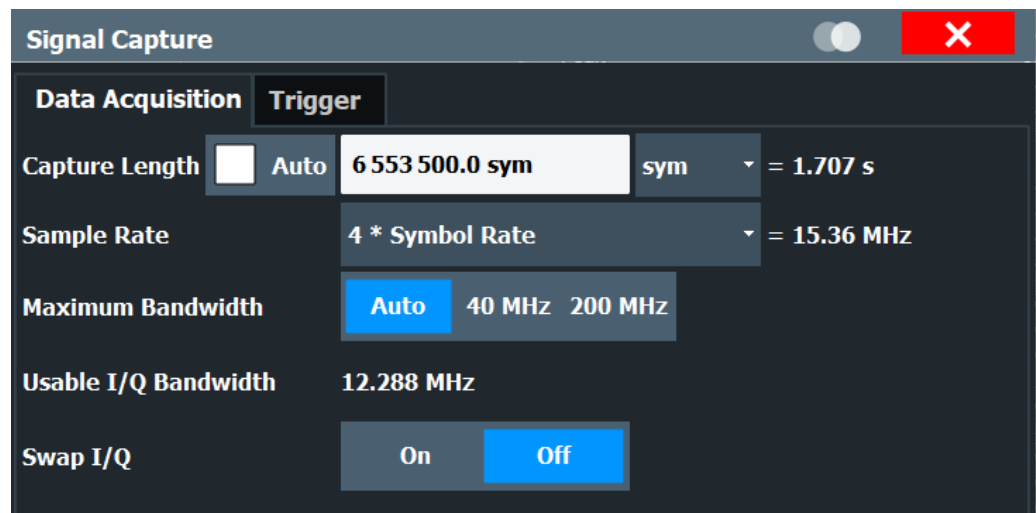 Signal Capture
Data Acquisition Trigger
Capture Length Auto 6 553 500.0 sym sym = 1.707 s
Sample Rate 4 * Symbol Rate = 15.36 MHz
Maximum Bandwidth Auto 40 MHz 200 MHz
Usable I/Q Bandwidth 12.288 MHz
Swap I/Q On Off